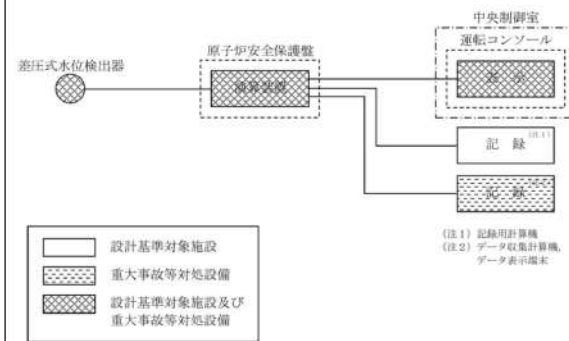 中央制御室
運転コンソール
原子炉安全保護盤
差圧式水位検出器
演算装置
表 示
記 録 (注1)
記 録
(注1) 記録用計算機
(注2) データ収集計算機,
データ表示端末
設計基準対象施設
重大事故等対処設備
設計基準対象施設及び
重大事故等対処設備